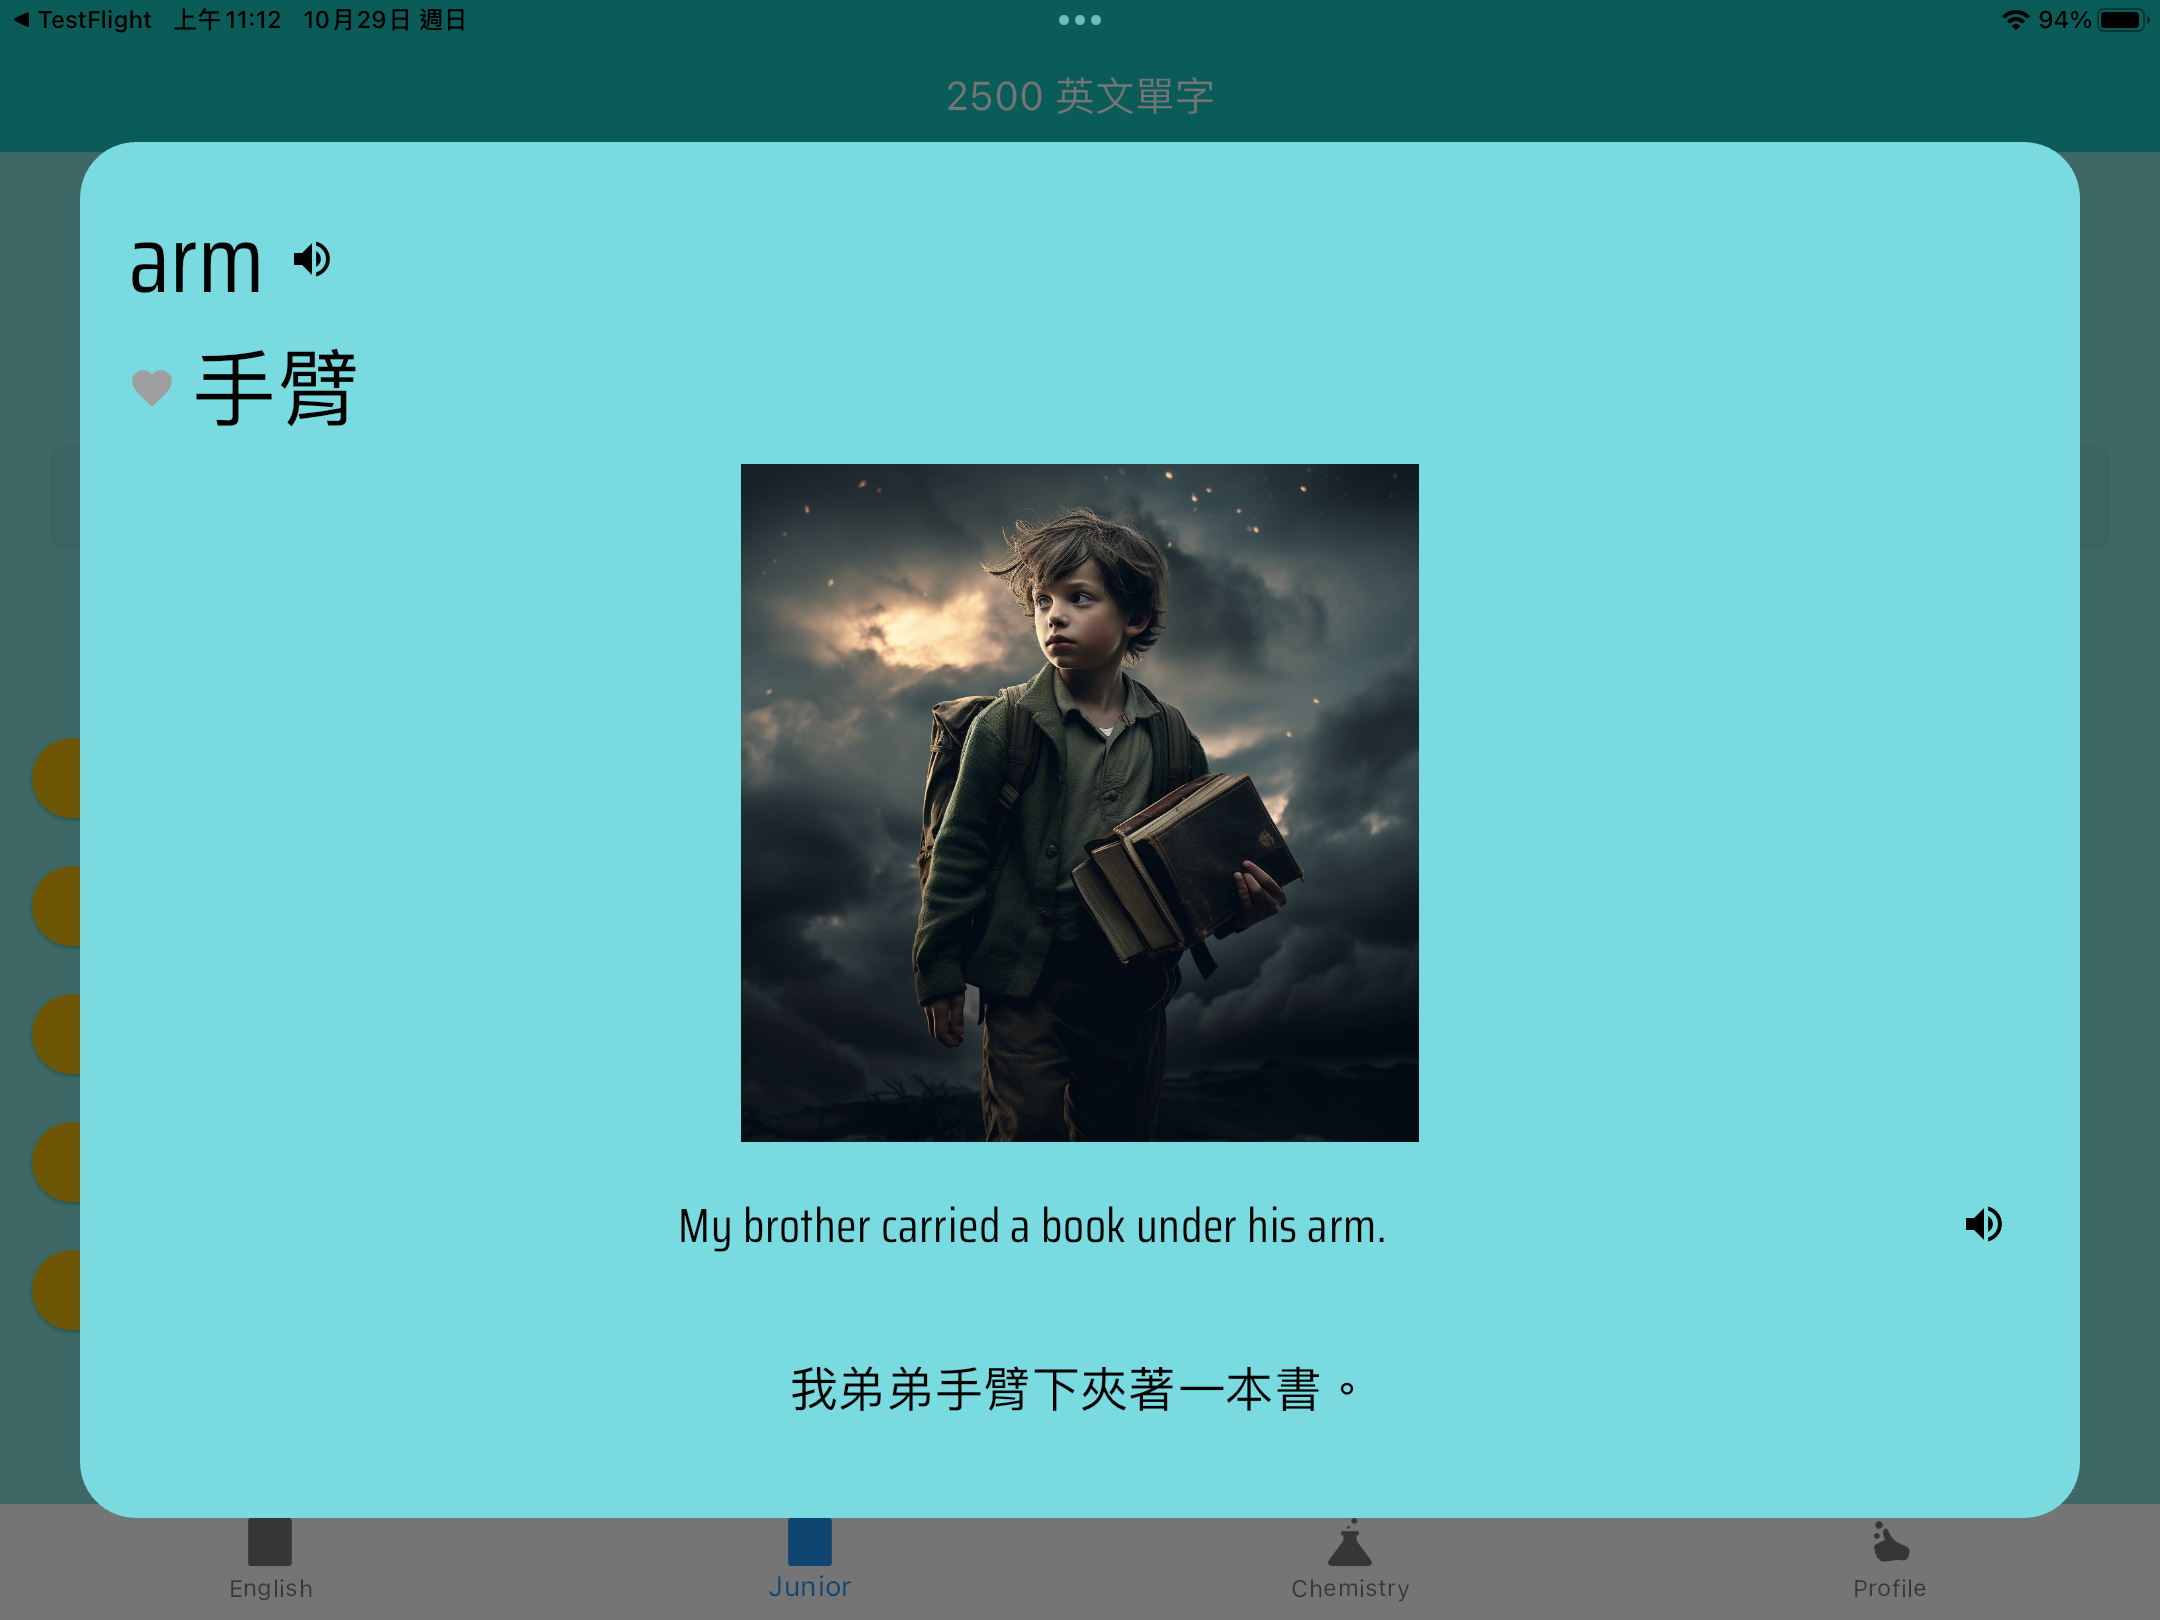 TestFlight 上午11:12 10月29日 週日 94%
2500 英文單字
arm
手臂
My brother carried a book under his arm.
我弟弟手臂下夾著一本書。
English Junior Chemistry Profile